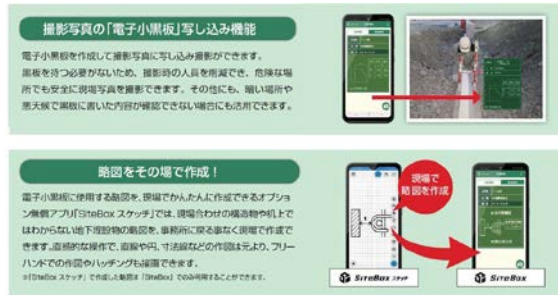 撮影写真の「電子小黒板」写し込み機能
電子小黒板を作成して撮影写真に写し込み撮影ができます。
黒板を持つ必要がないため、撮影時の人員を削減でき、危険な場
所でも安全に現場写真を撮影できます。その他にも、暗い場所や
悪天候で黒板に書いた内容が確認できない場合にも活用できます。
略図をその場で作成！
電子小黒板に使用する略図を、現場でかんたんに作成できるオプショ
ン無償アプリ「SiteBox スケッチ」では、現場合わせの構造物や机上で
はわからない地下埋設物の略図を、事務所に戻る事なく現場で作成で
きます。直感的な操作で、直線や円、寸法線などの作図は元より、フリー
ハンドでの作図やハッチングも描画できます。
※「SiteBox スケッチ」で作成した略図は「SiteBox」でのみ利用することができます。
現場で
略図を作成
SiteBox スケッチ
SiteBox